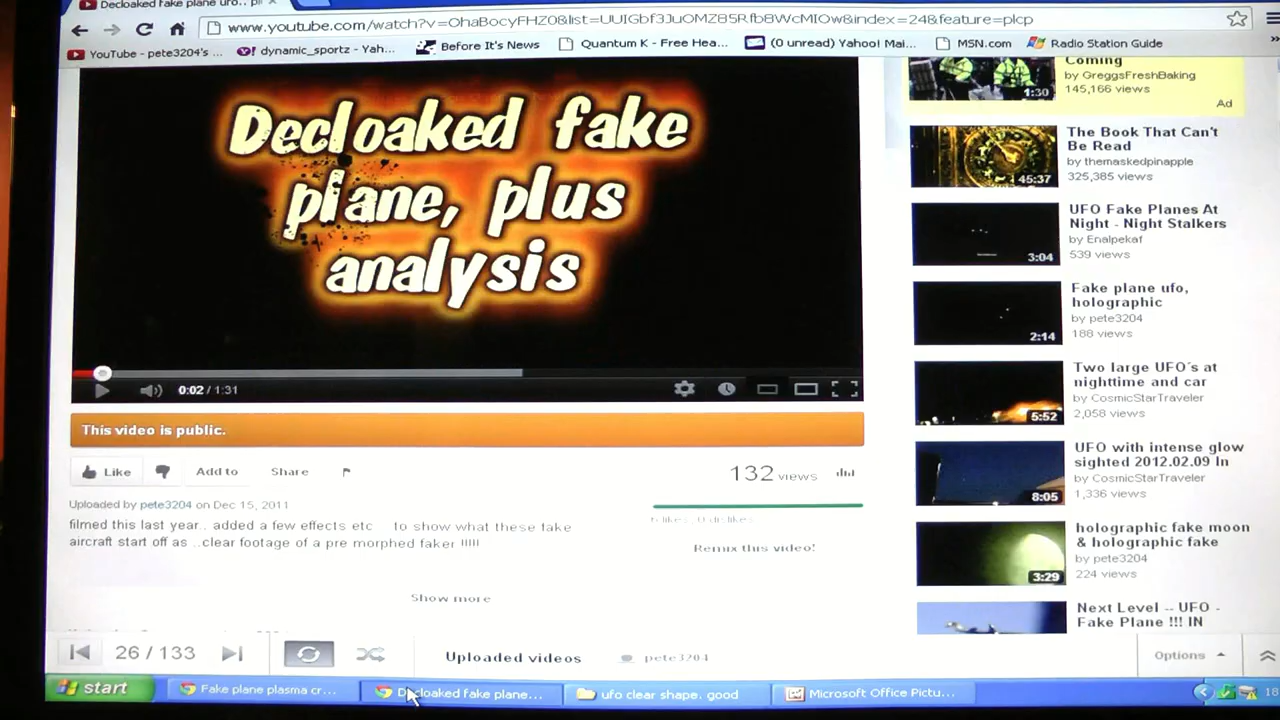 Decloaked fake plane ufo..
www.youtube.com/watch?v=OhaBocyFHZ0&list=UUIGbf3JuOMZ85Rfb8WcMIOw&index=24&feature=plcp
YouTube - pete3204's ...
dynamic_sportz - Yah...
Before It's News
Quantum K - Free Hea...
(0 unread) Yahoo! Mai...
MSN.com
Radio Station Guide
Decloaked fake
plane, plus
analysis
0:02 / 1:31
This video is public.
Like
Add to
Share
132 views
Uploaded by pete3204 on Dec 15, 2011
filmed this last year.. added a few effects etc to show what these fake
aircraft start off as ..clear footage of a pre morphed faker !!!!!
6 likes, 0 dislikes
Remix this video!
Show more
Coming
by GreggsFreshBaking
145,166 views
Ad
1:30
The Book That Can't
Be Read
by themaskedpinapple
325,385 views
45:37
UFO Fake Planes At
Night - Night Stalkers
by Enalpekaf
539 views
3:04
Fake plane ufo,
holographic
by pete3204
188 views
2:14
Two large UFO´s at
nighttime and car
by CosmicStarTraveler
2,058 views
5:52
UFO with intense glow
sighted 2012.02.09 In
by CosmicStarTraveler
1,336 views
8:05
holographic fake moon
& holographic fake
by pete3204
224 views
3:29
Next Level -- UFO -
Fake Plane !!! IN
26 / 133
Uploaded videos
pete3204
Options
start
Fake plane plasma cr...
Decloaked fake plane...
ufo clear shape. good
Microsoft Office Pictu...
18